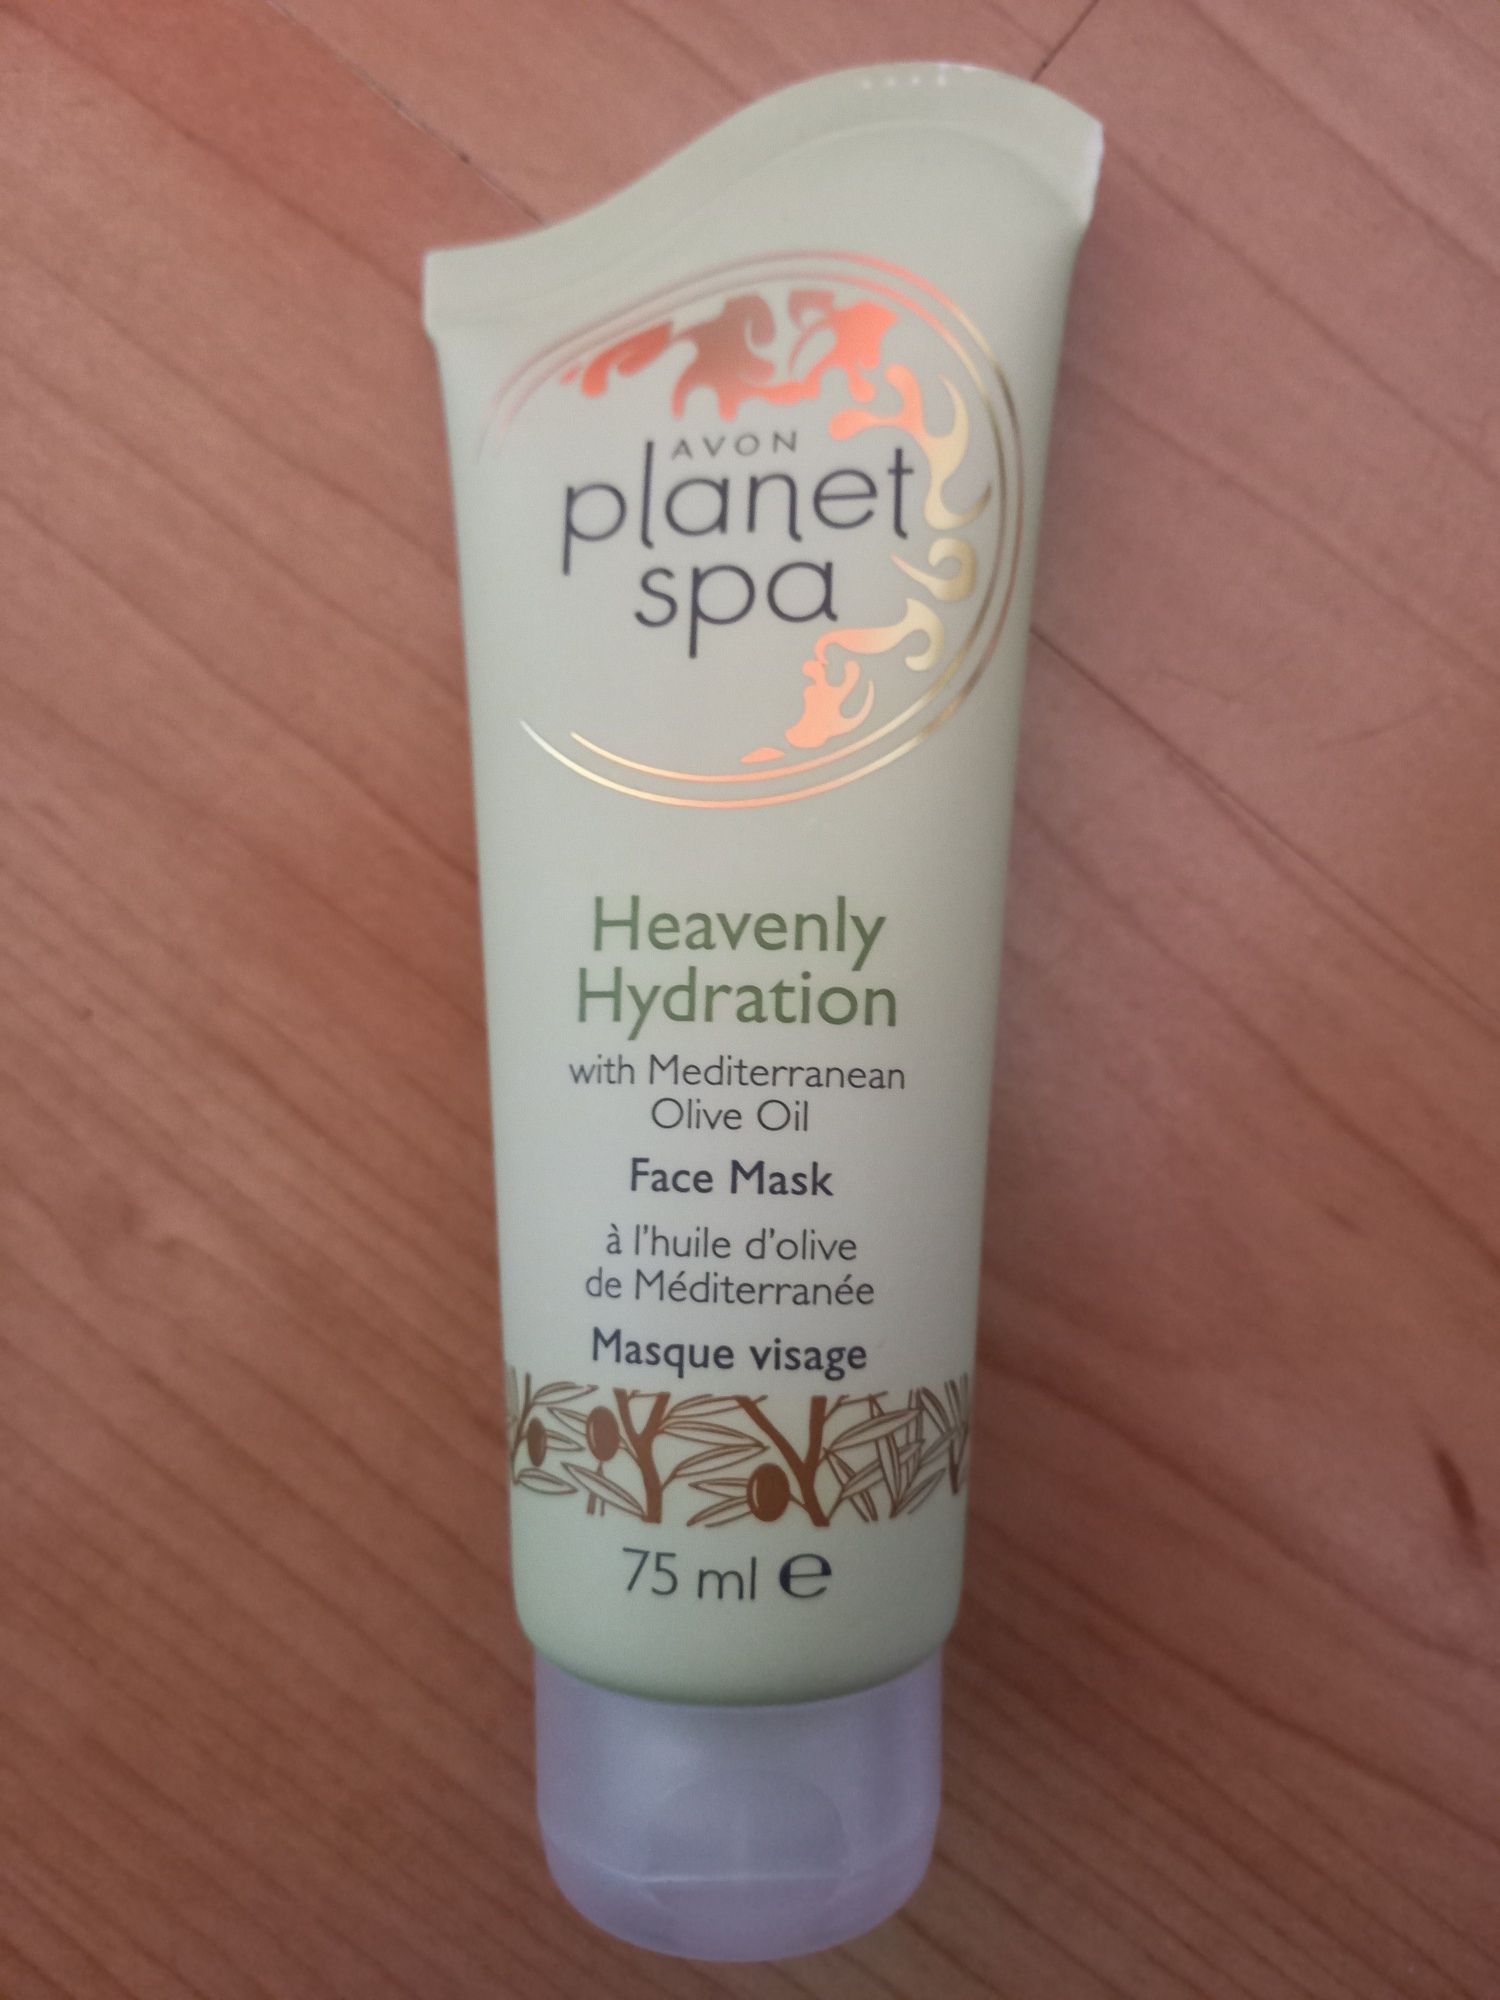 AVON
planet
spa
Heavenly
Hydration
with Mediterranean
Olive Oil
Face Mask
à l'huile d'olive
de Méditerranée
Masque visage
75 ml ℮